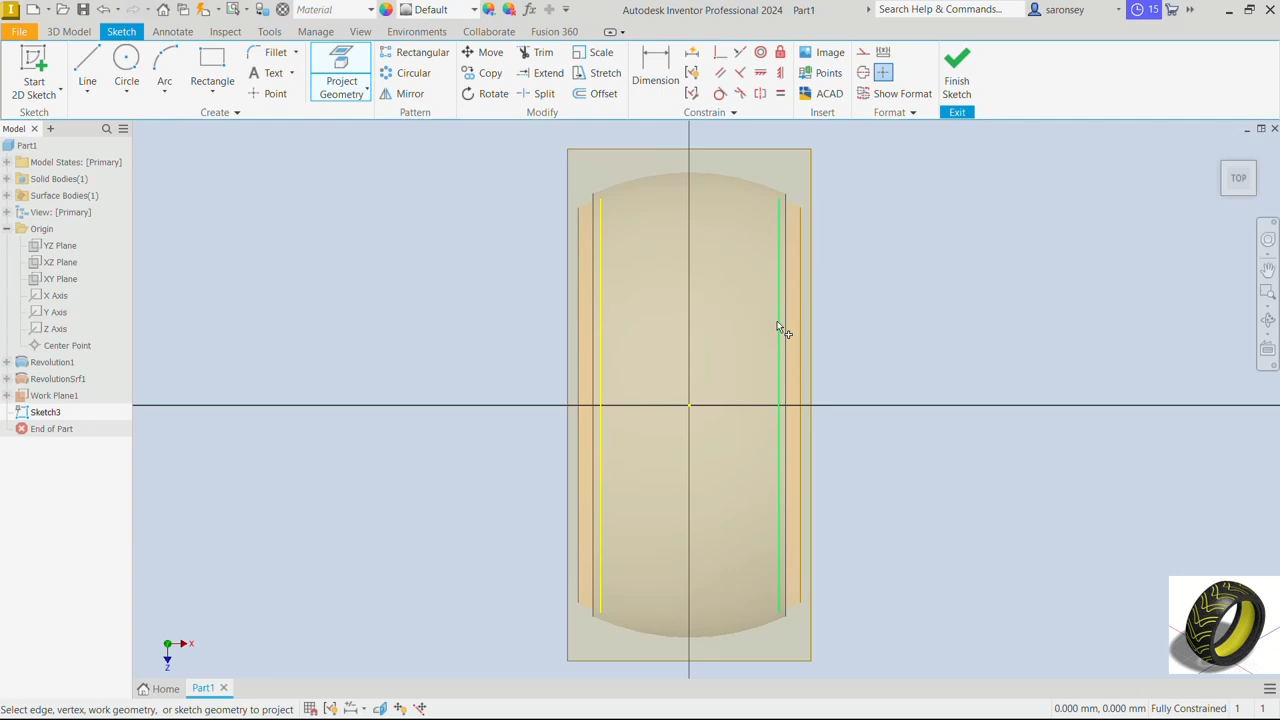 Material
Default
Autodesk Inventor Professional 2024 Part1
Search Help & Commands...
saronsey
15
File
3D Model
Sketch
Annotate
Inspect
Tools
Manage
View
Environments
Collaborate
Fusion 360
Start
2D Sketch
Line
Circle
Arc
Rectangle
Fillet
Text
Point
Project
Geometry
Rectangular
Circular
Mirror
Move
Copy
Rotate
Trim
Extend
Split
Scale
Stretch
Offset
Dimension
Image
Points
ACAD
Show Format
Finish
Sketch
Sketch
Create
Pattern
Modify
Constrain
Insert
Format
Exit
Model
Part1
Model States: [Primary]
Solid Bodies(1)
Surface Bodies(1)
View: [Primary]
Origin
YZ Plane
XZ Plane
XY Plane
X Axis
Y Axis
Z Axis
Center Point
Revolution1
RevolutionSrf1
Work Plane1
Sketch3
End of Part
TOP
X
Z
Home
Part1
Select edge, vertex, work geometry, or sketch geometry to project
0.000 mm, 0.000 mm
Fully Constrained
1
1